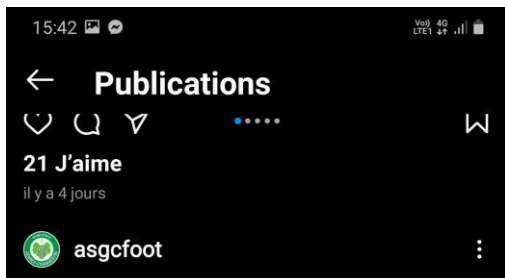 15:42
Vo)) 4G
LTE1
Publications
21 J'aime
il y a 4 jours
asgcfoot